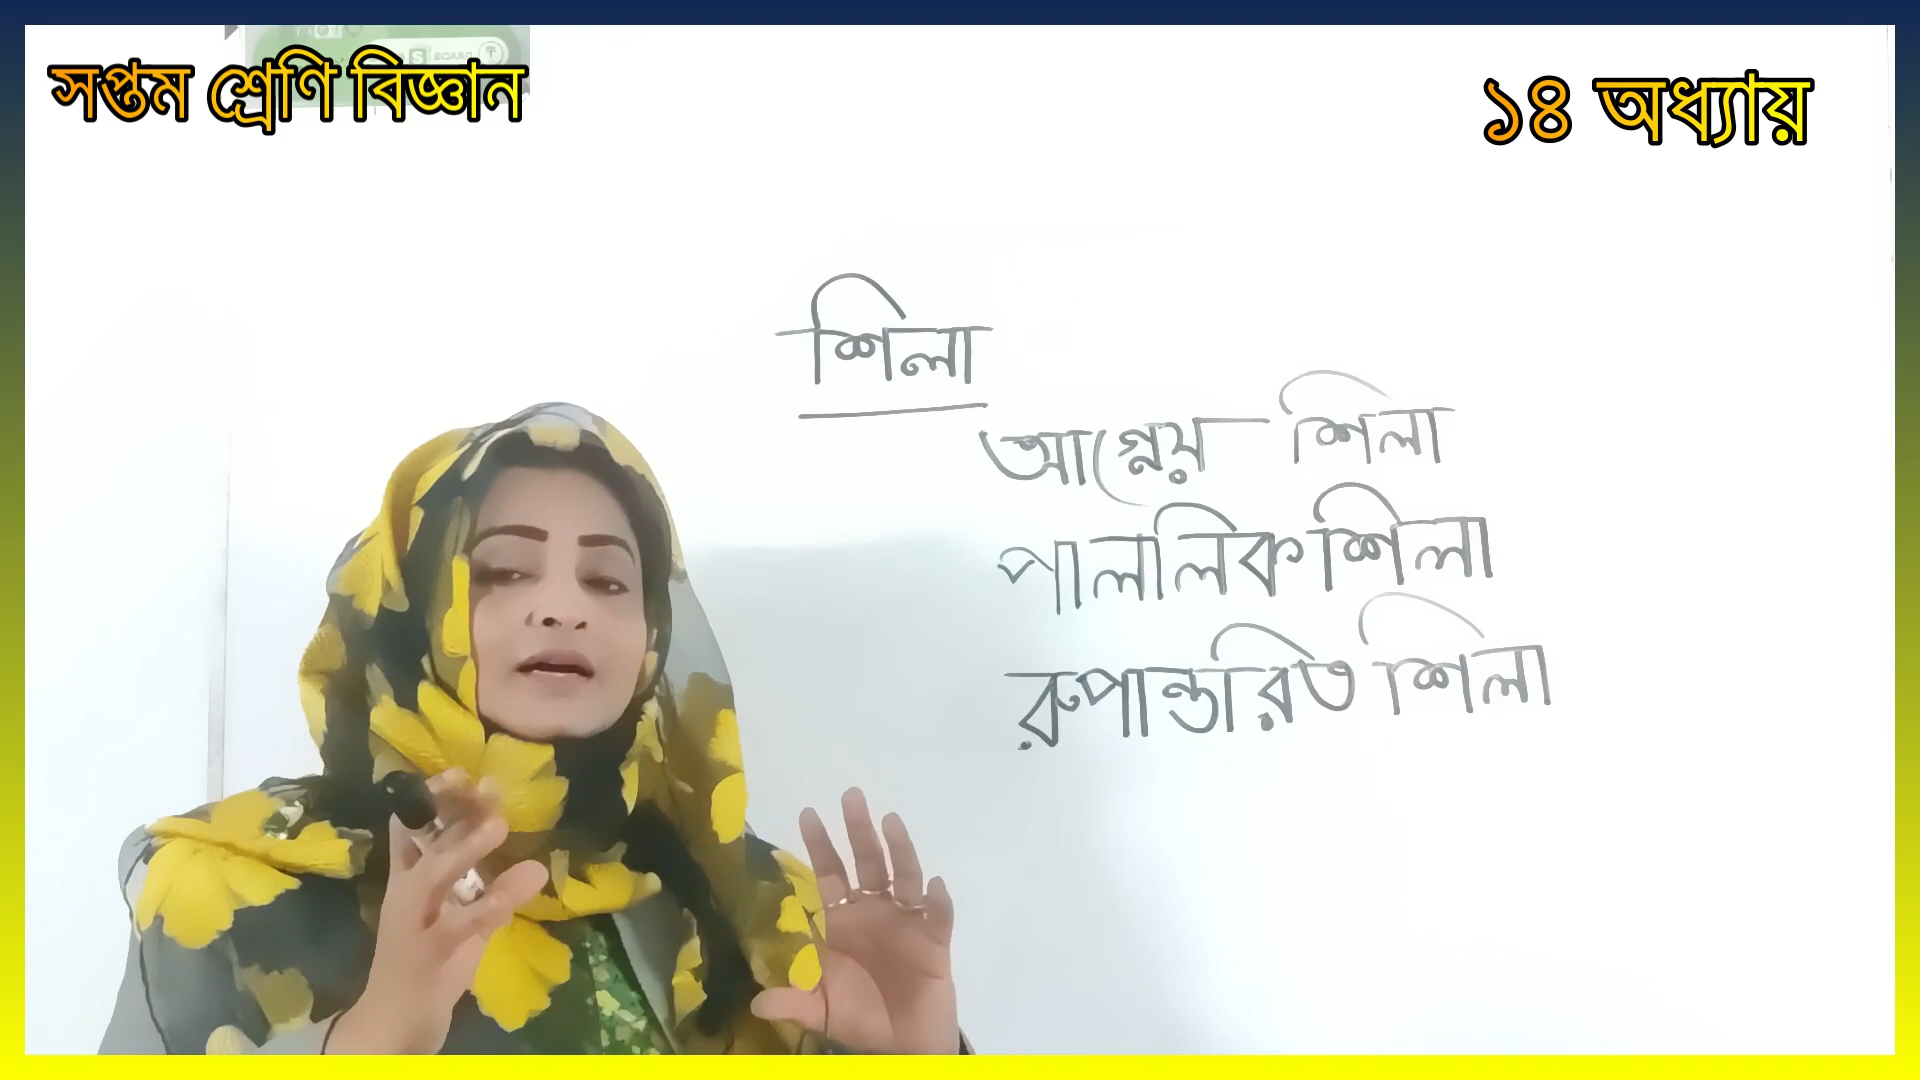 সপ্তম শ্রেণি বিজ্ঞান
১৪ অধ্যায়
শিলা
আগ্নেয় শিলা
পাললিক শিলা
রুপান্তরিত শিলা